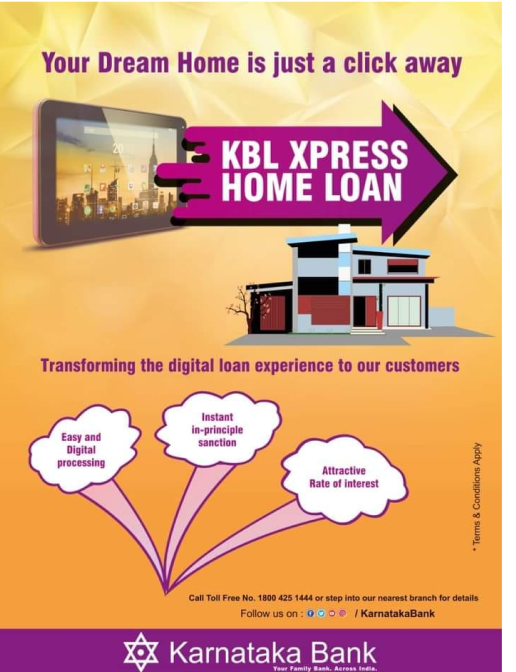 Your Dream Home is just a click away
20
KBL XPRESS
HOME LOAN
Transforming the digital loan experience to our customers
Easy and
Digital
processing
Instant
in-principle
sanction
Attractive
Rate of interest
* Terms & Conditions Apply
Call Toll Free No. 1800 425 1444 or step into our nearest branch for details
Follow us on : / KarnatakaBank
Karnataka Bank
Your Family Bank. Across India.